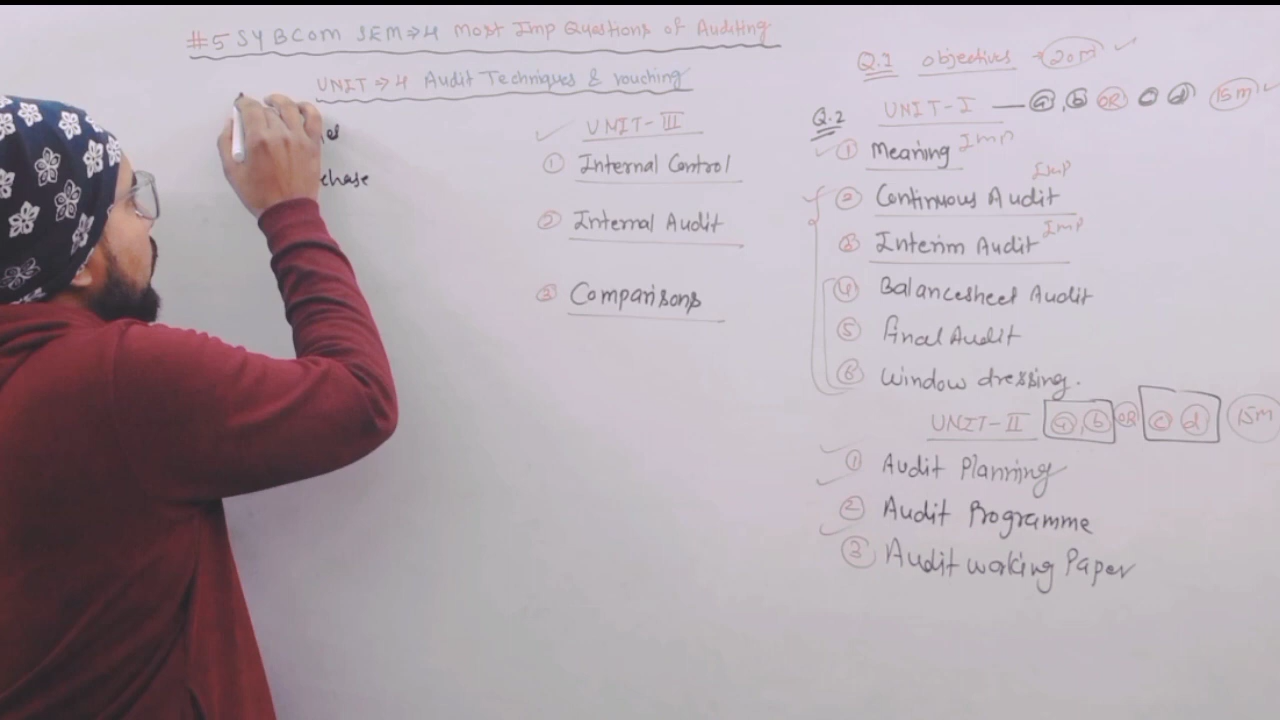 #5 SYBCOM SEM⇒4 Most Imp Questions of Auditing
UNIT⇒4 Audit Techniques & vouching
UNIT-III
① Internal Control
② Internal Audit
③ Comparisons
Q.1 objectives → 20M
Q.2 UNIT-I — ⓐ, ⓑ OR ⓒ ⓓ 15M
① Meaning Imp
② Continuous Audit Imp
③ Interim Audit Imp
④ Balancesheet Audit
⑤ final Audit
⑥ window dressing.
UNIT-II ⓐ, ⓑ OR ⓒ ⓓ 15M
① Audit Planning
② Audit Programme
③ Audit working Paper